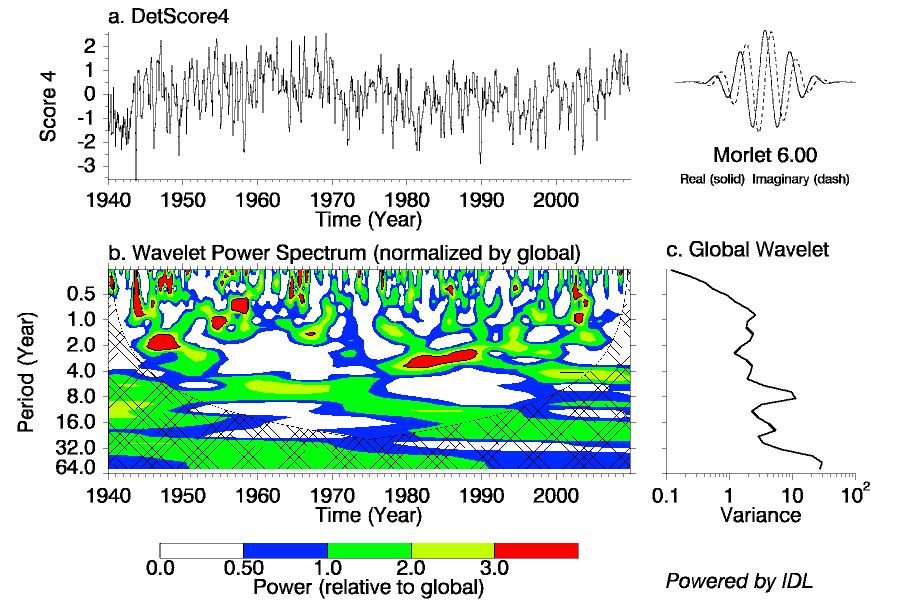 a. DetScore4
2
1
0
-1
-2
-3
Score 4
1940 1950 1960 1970 1980 1990 2000
Time (Year)
Morlet 6.00
Real (solid) Imaginary (dash)
b. Wavelet Power Spectrum (normalized by global)
0.5
1.0
2.0
4.0
8.0
16.0
32.0
64.0
Period (Year)
1940 1950 1960 1970 1980 1990 2000
Time (Year)
c. Global Wavelet
0.1 1 10 10²
Variance
0.0 0.50 1.0 2.0 3.0
Power (relative to global)
Powered by IDL